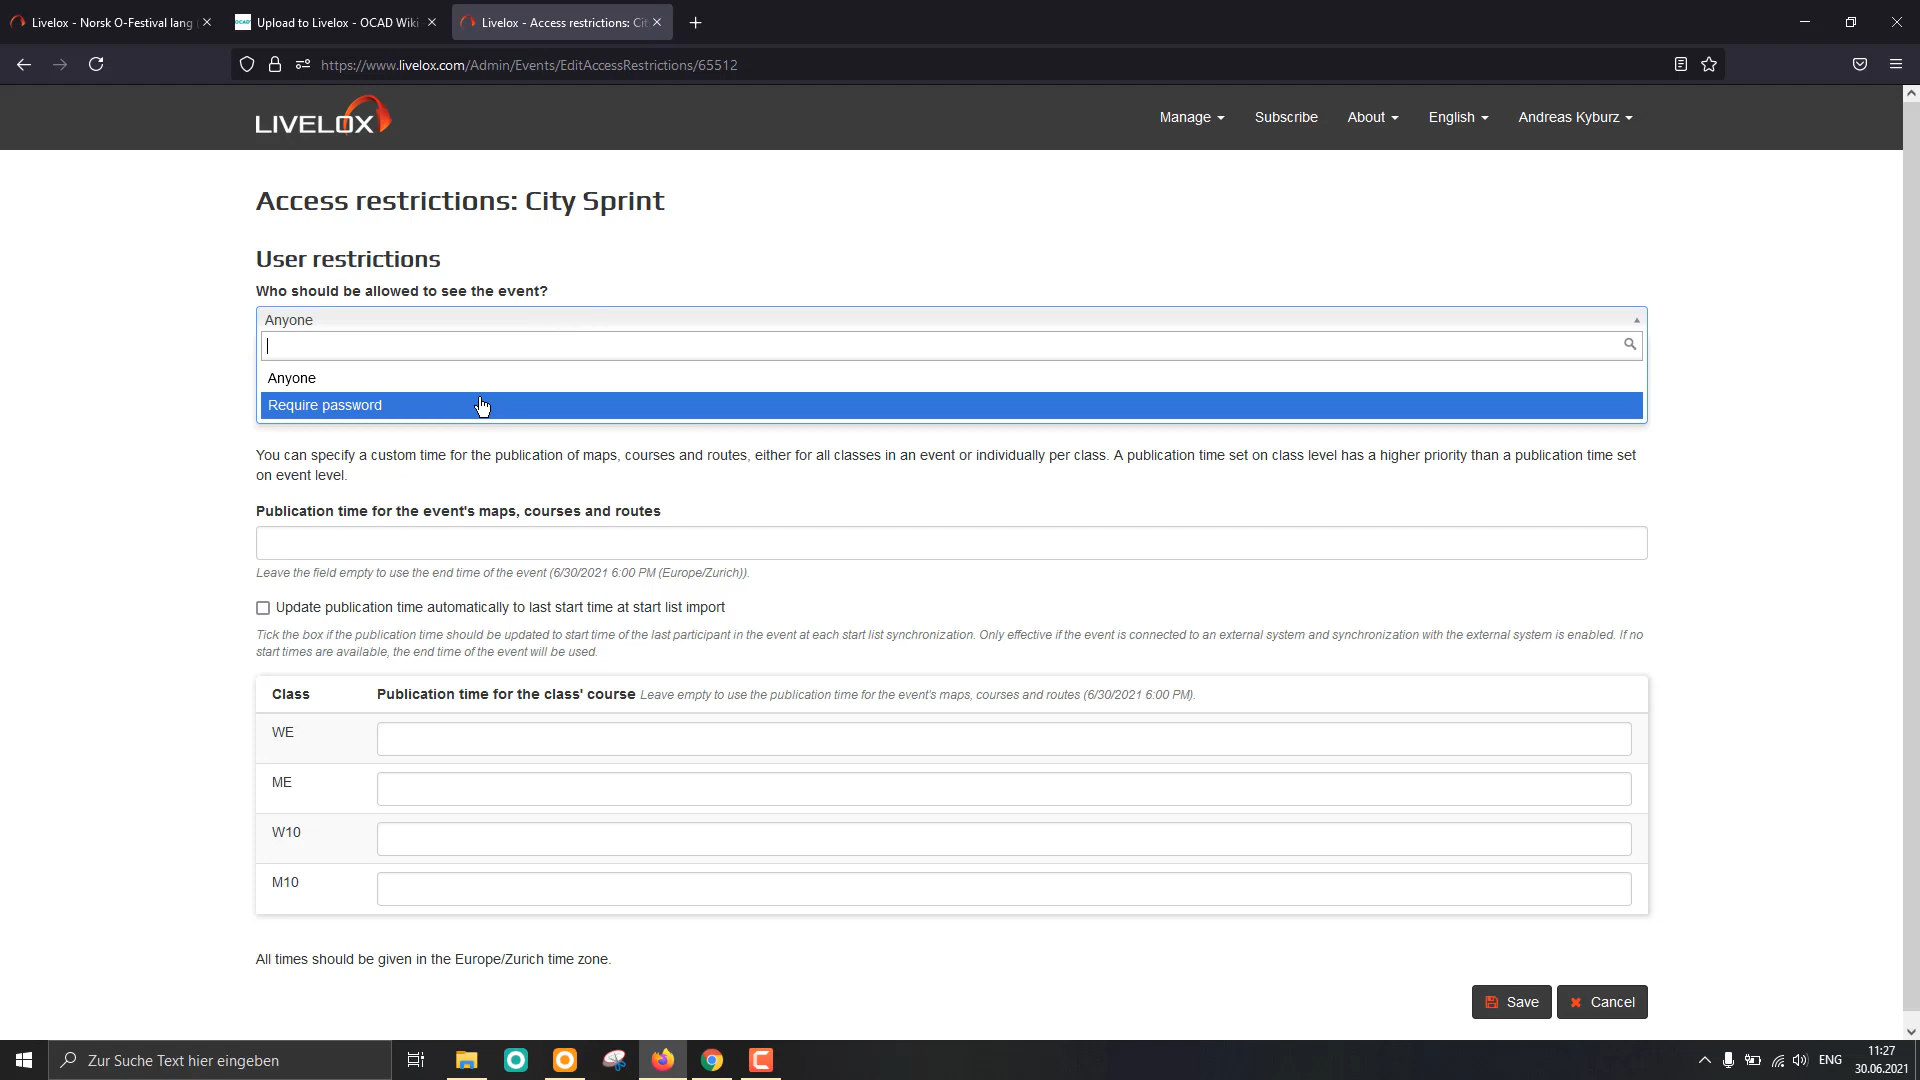 Livelox - Norsk O-Festival lang
Upload to Livelox - OCAD Wiki
Livelox - Access restrictions: Cit
https://www.livelox.com/Admin/Events/EditAccessRestrictions/65512
LIVELOX
Manage
Subscribe
About
English
Andreas Kyburz
Access restrictions: City Sprint
User restrictions
Who should be allowed to see the event?
Anyone
Anyone
Require password
You can specify a custom time for the publication of maps, courses and routes, either for all classes in an event or individually per class. A publication time set on class level has a higher priority than a publication time set
on event level.
Publication time for the event's maps, courses and routes
Leave the field empty to use the end time of the event (6/30/2021 6:00 PM (Europe/Zurich)).
Update publication time automatically to last start time at start list import
Tick the box if the publication time should be updated to start time of the last participant in the event at each start list synchronization. Only effective if the event is connected to an external system and synchronization with the external system is enabled. If no
start times are available, the end time of the event will be used.
Class Publication time for the class' course Leave empty to use the publication time for the event's maps, courses and routes (6/30/2021 6:00 PM).
WE
ME
W10
M10
All times should be given in the Europe/Zurich time zone.
Save
Cancel
Zur Suche Text hier eingeben
ENG
11:27
30.06.2021